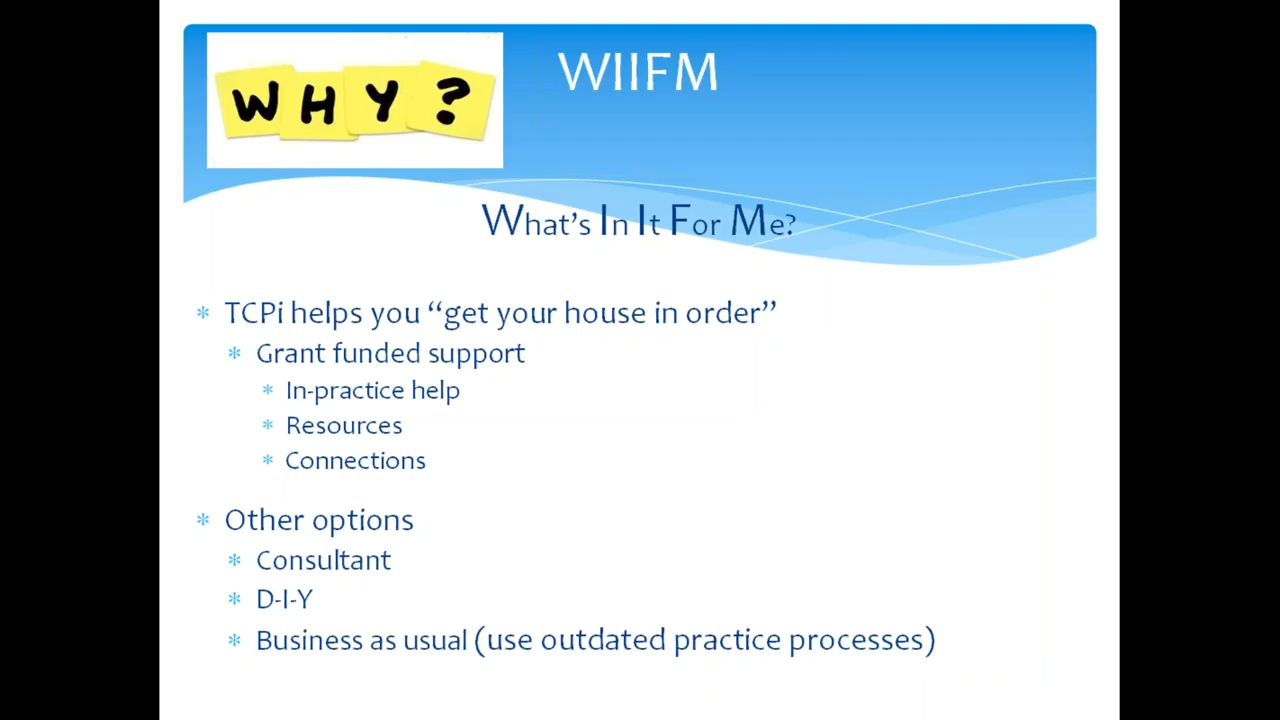 WHY?
WIIFM
What's In It For Me?
TCPi helps you “get your house in order”
Grant funded support
In-practice help
Resources
Connections
Other options
Consultant
D-I-Y
Business as usual (use outdated practice processes)